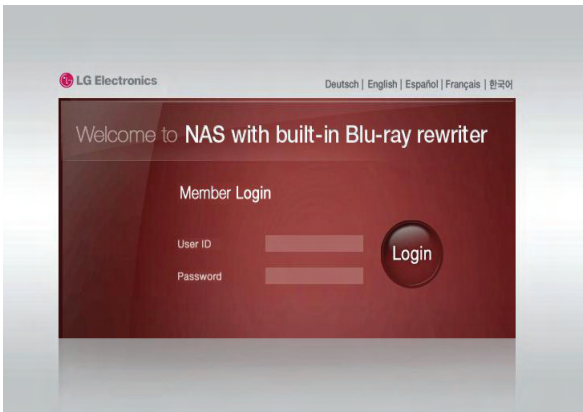 LG Electronics
Deutsch | English | Español | Français | 한국어
Welcome to NAS with built-in Blu-ray rewriter
Member Login
User ID
Login
Password